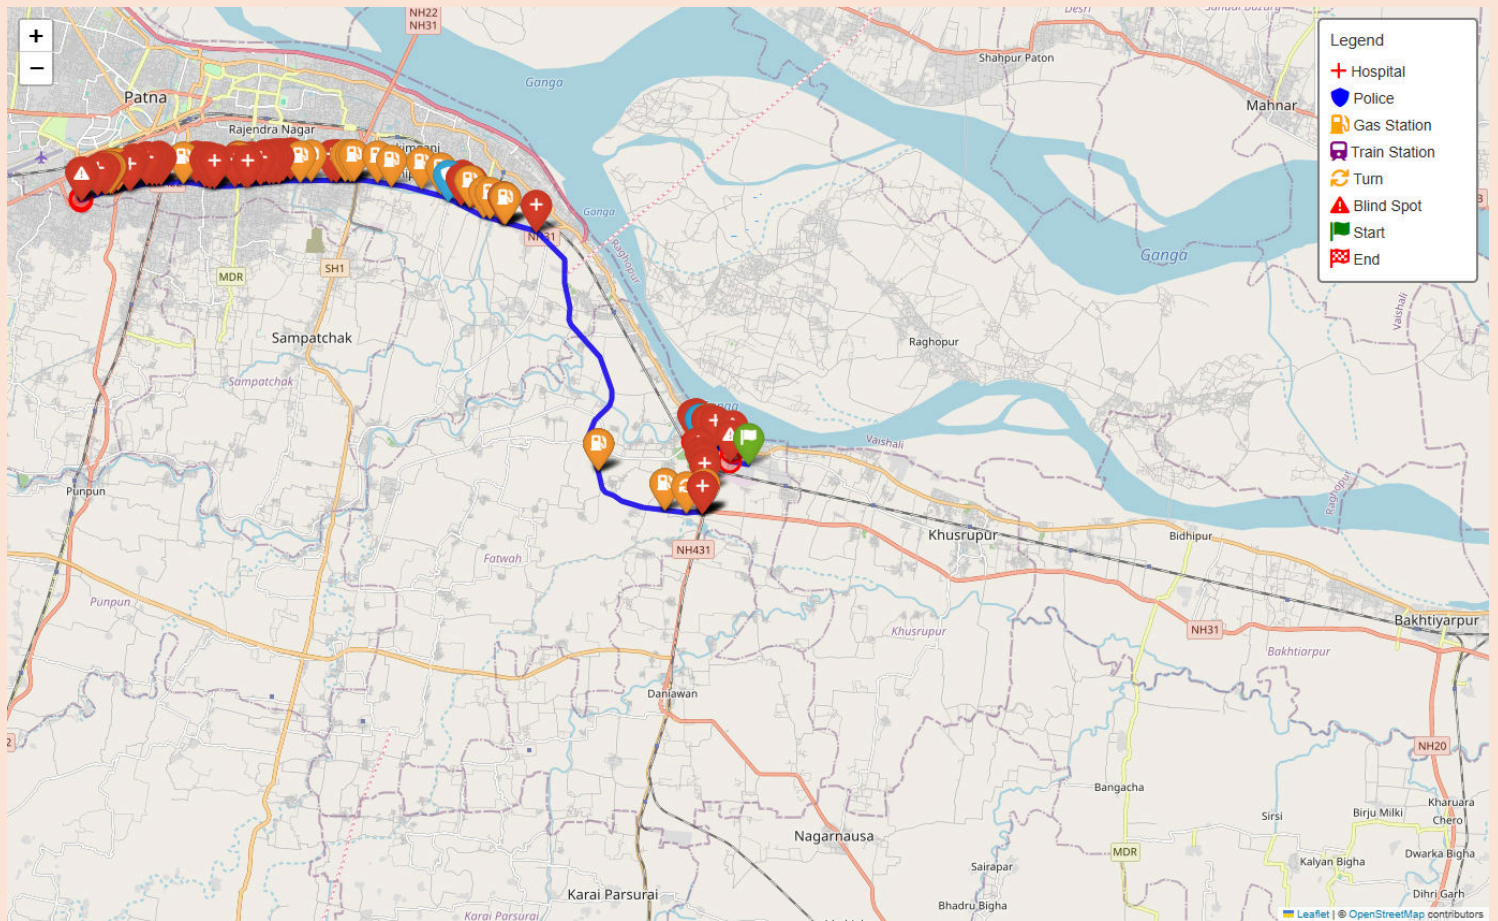 +
−
NH22
NH31
Desri
Shahpur Paton
Ganga
Patna
Mahnar
Rajendra Nagar
Ganga
Ganga
NH31
Raghopur
SH1
MDR
Vaishali
Sampatchak
Raghopur
Sampatchak
Vaishali
Punpun
Raghopur
Khusrupur
Bidhipur
NH431
Fatwah
Punpun
Bakhtiyarpur
Khusrupur
NH31
Bakhtiarpur
Daniawan
2
NH20
Bangacha
Kharuara
Chero
Sirsi
Birju Milki
Nagarnausa
MDR
Kalyan Bigha
Dwarka Bigha
Sairapar
Karai Parsurai
Dihri Garh
Bhadru Bigha
Karai Parsurai
Legend
Hospital
Police
Gas Station
Train Station
Turn
Blind Spot
Start
End
Leaflet | © OpenStreetMap contributors